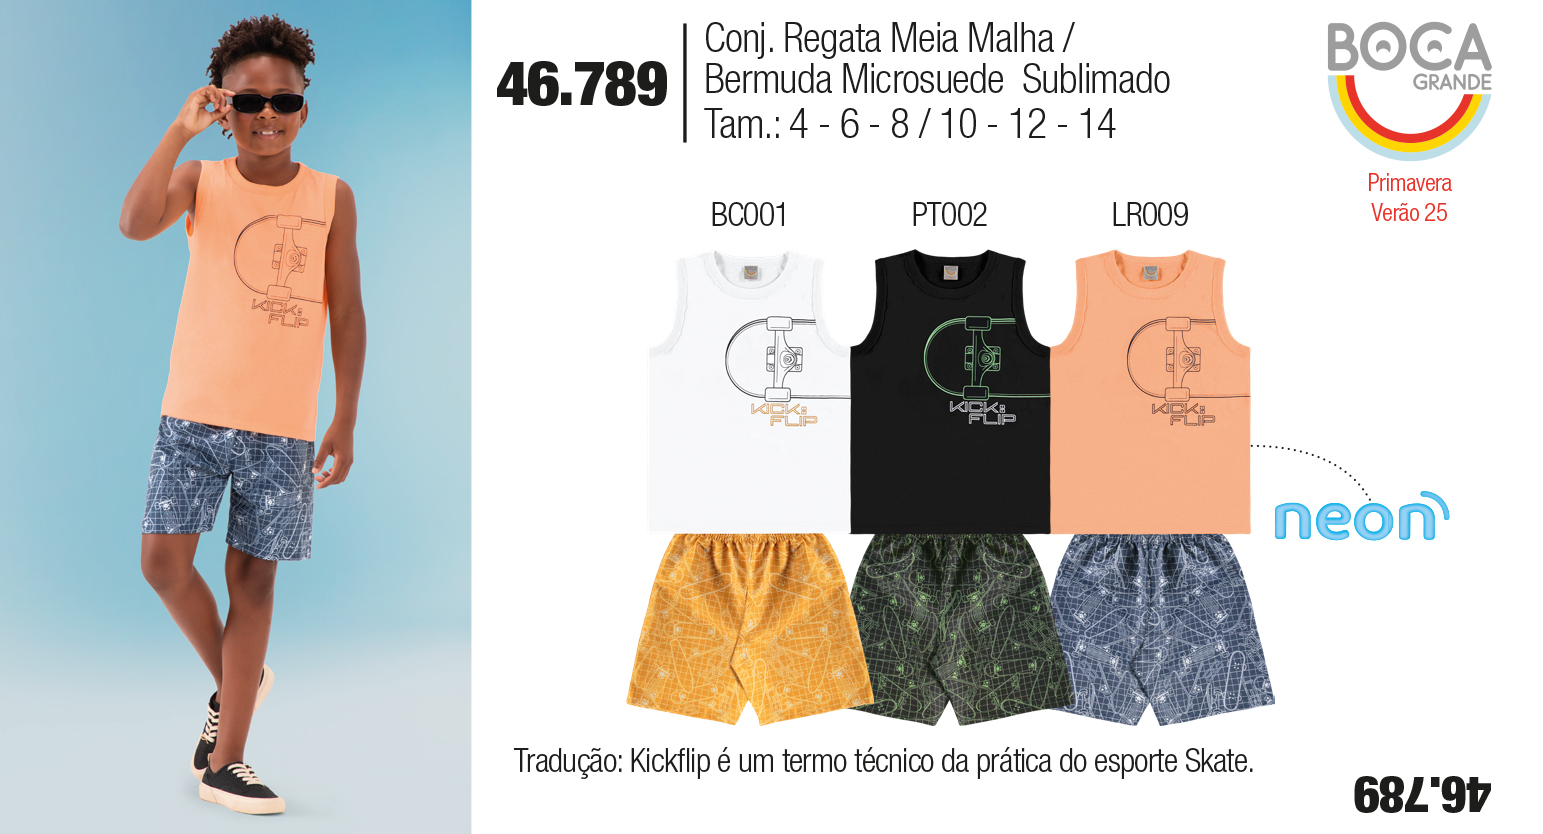 46.789
Conj. Regata Meia Malha /
Bermuda Microsuede Sublimado
Tam.: 4 - 6 - 8 / 10 - 12 - 14
BOCA
GRANDE
Primavera
Verão 25
BC001
PT002
LR009
KICK:
FLIP
KICK:
FLIP
KICK:
FLIP
KICK:
FLIP
neon
Tradução: Kickflip é um termo técnico da prática do esporte Skate.
46.789